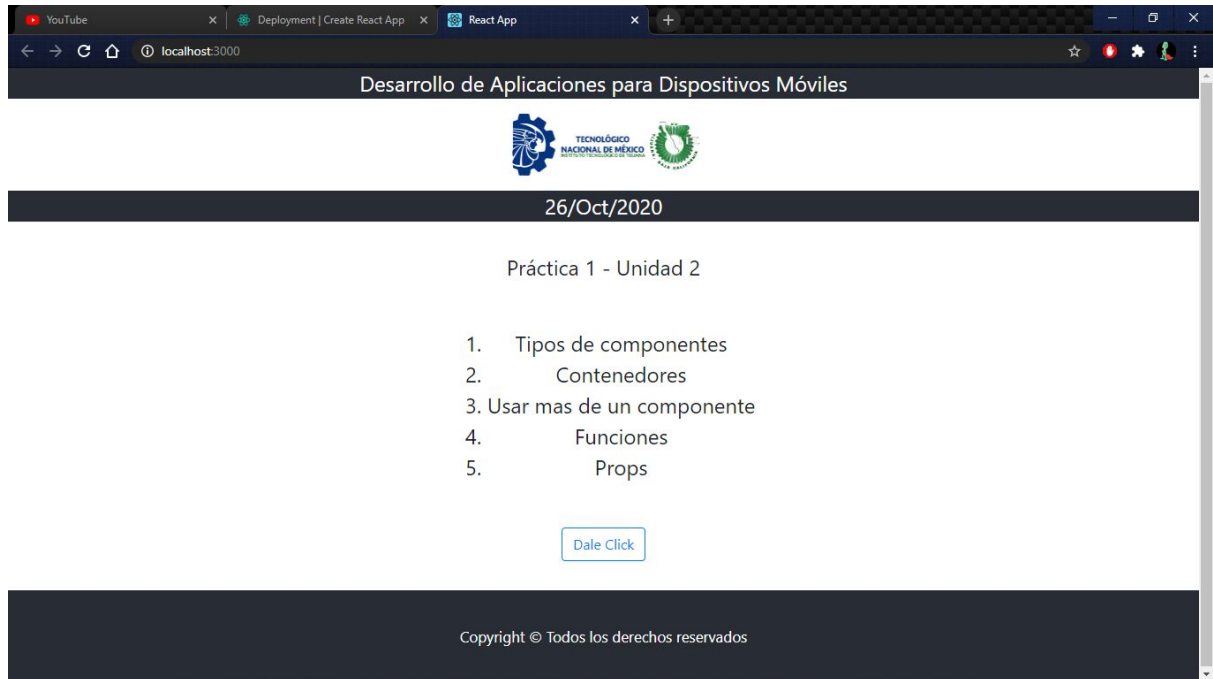 YouTube
Deployment | Create React App
React App
localhost:3000
Desarrollo de Aplicaciones para Dispositivos Móviles
TECNOLÓGICO
NACIONAL DE MÉXICO
26/Oct/2020
Práctica 1 - Unidad 2
1. Tipos de componentes
2. Contenedores
3. Usar mas de un componente
4. Funciones
5. Props
Dale Click
Copyright © Todos los derechos reservados